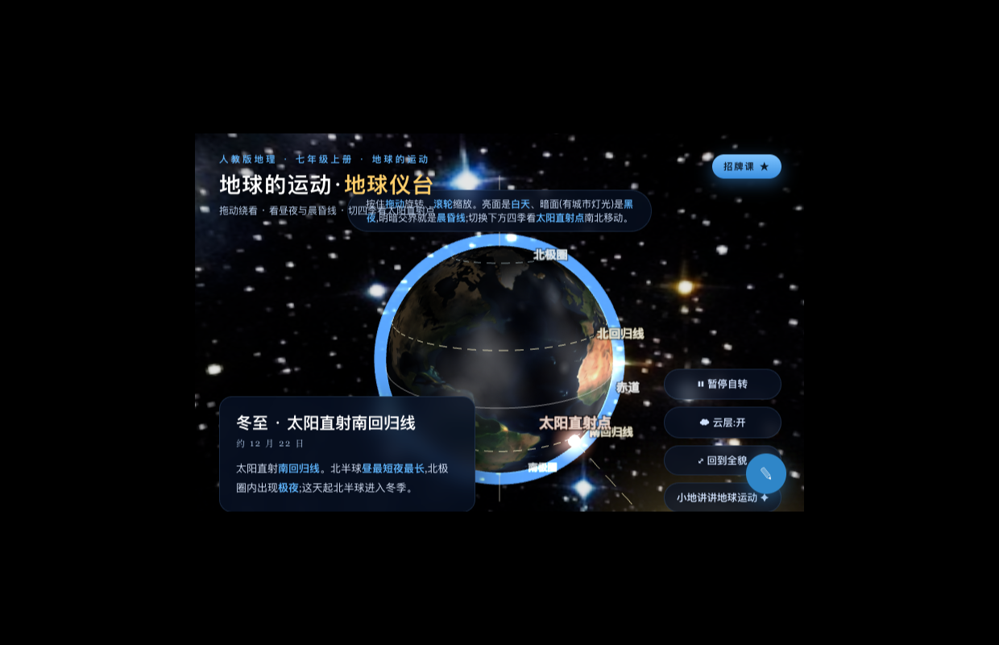 人教版地理 · 七年级上册 · 地球的运动
地球的运动·地球仪台
拖动绕看 · 看昼夜与晨昏线 · 切四季看太阳直射点
招牌课 ★
按住拖动旋转、滚轮缩放。亮面是白天、暗面(有城市灯光)是黑
夜,明暗交界就是晨昏线;切换下方四季看太阳直射点南北移动。
北极圈
北回归线
赤道
太阳直射点
南回归线
南极圈
冬至 · 太阳直射南回归线
约 12 月 22 日
太阳直射南回归线。北半球昼最短夜最长,北极
圈内出现极夜;这天起北半球进入冬季。
暂停自转
云层:开
回到全貌
小地讲讲地球运动 ✦